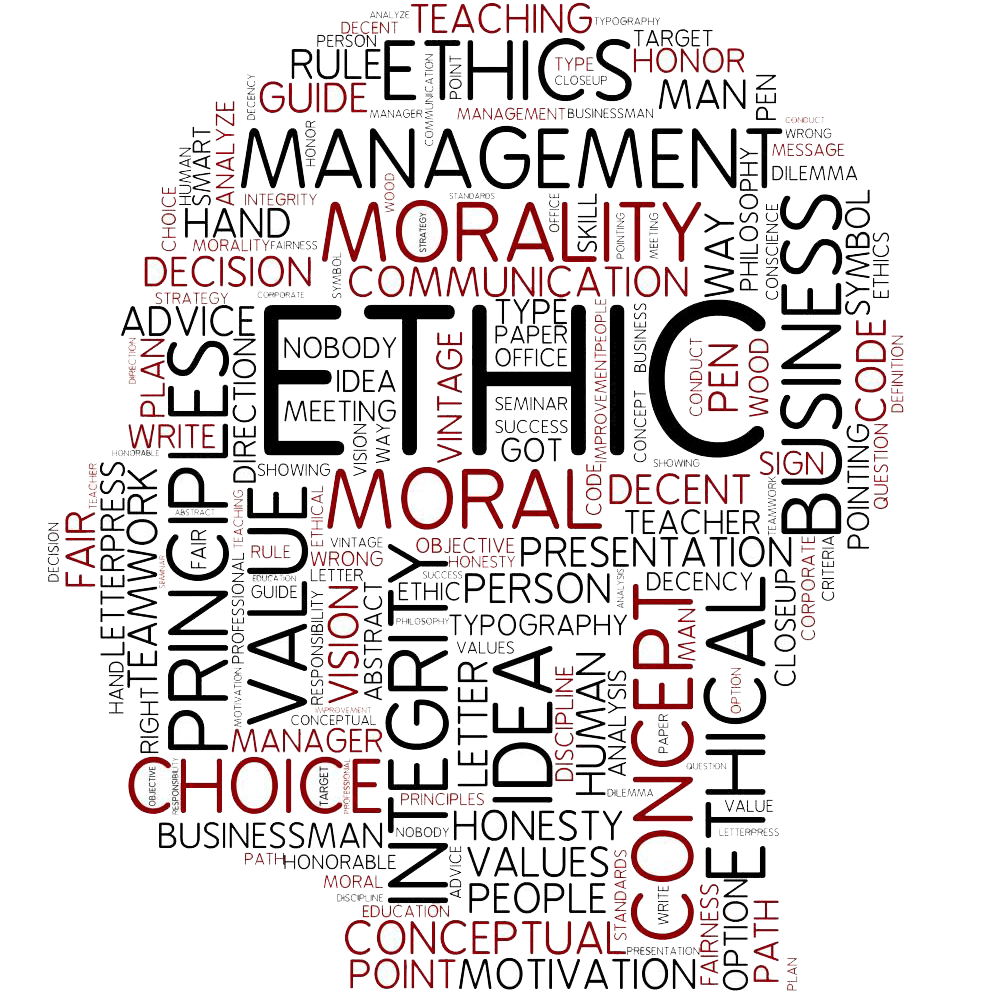 ANALYZE
TEACHING
TYPOGRAPHY
DECENT
PERSON
ETHICS
TARGET
RULE
TYPE
HONOR
CLOSEUP
POINT
COMMUNICATION
DECENCY
GUIDE
MAN
PEN
MANAGER
MANAGEMENT
BUSINESSMAN
CONDUCT
WRONG
MESSAGE
DILEMMA
HUMAN
SMART
ANALYZE
HONOR
MANAGEMENT
PHILOSOPHY
CHOICE
INTEGRITY
WOOD
STANDARDS
OFFICE
SKILL
HAND
MORALITY
STRATEGY
POINTING
MEETING
WAY
CONSCIENCE
BUSINESS
SYMBOL
ETHICS
MORALITY
FAIRNESS
DECISION
SYMBOL
COMMUNICATION
STRATEGY
CORPORATE
ADVICE
ETHIC
TYPE
PAPER
OFFICE
PEOPLE
IMPROVEMENT
BUSINESS
CONCEPT
DIRECTION
PLAN
PRINCIPLES
DIRECTION
NOBODY
IDEA
MEETING
VINTAGE
SEMINAR
SUCCESS
GOT
CONDUCT
PEN
WOOD
CODE
DEFINITION
WRITE
VISION
WAY
HONORABLE
SHOWING
SHOWING
SIGN
POINTING
QUESTION
TEACHER
LETTERPRESS
TEAMWORK
MORAL
CODE
DECENT
TEAMWORK
ABSTRACT
TEACHING
VALUE
ETHICAL
TEACHER
DECISION
FAIR
FAIR
RULE
VINTAGE
WRONG
OBJECTIVE
HONESTY
PRESENTATION
CRITERIA
CORPORATE
CLOSEUP
SEMINAR
PROFESSIONAL
EDUCATION
GUIDE
LETTER
SUCCESS
ETHIC
PERSON
ANALYSIS
DECENCY
HAND
RESPONSIBILITY
VISION
ABSTRACT
INTEGRITY
PHILOSOPHY
TYPOGRAPHY
CONCEPT
MAN
ETHICAL
VALUES
RIGHT
MOTIVATION
LETTER
IDEA
DISCIPLINE
HUMAN
ANALYSIS
OPTION
IMPROVEMENT
CONCEPTUAL
MANAGER
PAPER
CHOICE
OBJECTIVE
RESPONSIBILITY
TARGET
PROFESSIONAL
QUESTION
PRINCIPLES
DILEMMA
VALUE
BUSINESSMAN
NOBODY
HONESTY
LETTERPRESS
PATH
HONORABLE
ADVICE
VALUES
STANDARDS
MORAL
DISCIPLINE
PEOPLE
WRITE
FAIRNESS
OPTION
PATH
EDUCATION
CONCEPTUAL
PRESENTATION
POINT
MOTIVATION
PLAN